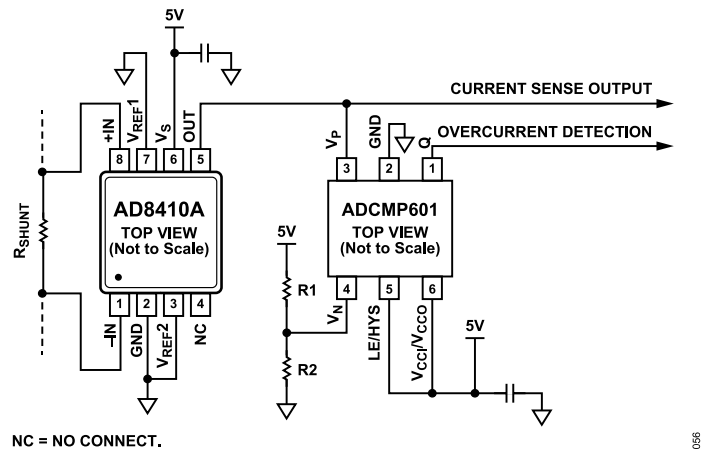 5V
CURRENT SENSE OUTPUT
OVERCURRENT DETECTION
+IN
VREF1
VS
OUT
VP
GND
Q
8 7 6 5
3 2 1
AD8410A
TOP VIEW
(Not to Scale)
ADCMP601
TOP VIEW
(Not to Scale)
RSHUNT
5V
R1
R2
1 2 3 4
4 5 6
–IN
GND
VREF2
NC
VN
LE/HYS
VCCI/VCCO
5V
NC = NO CONNECT.
056